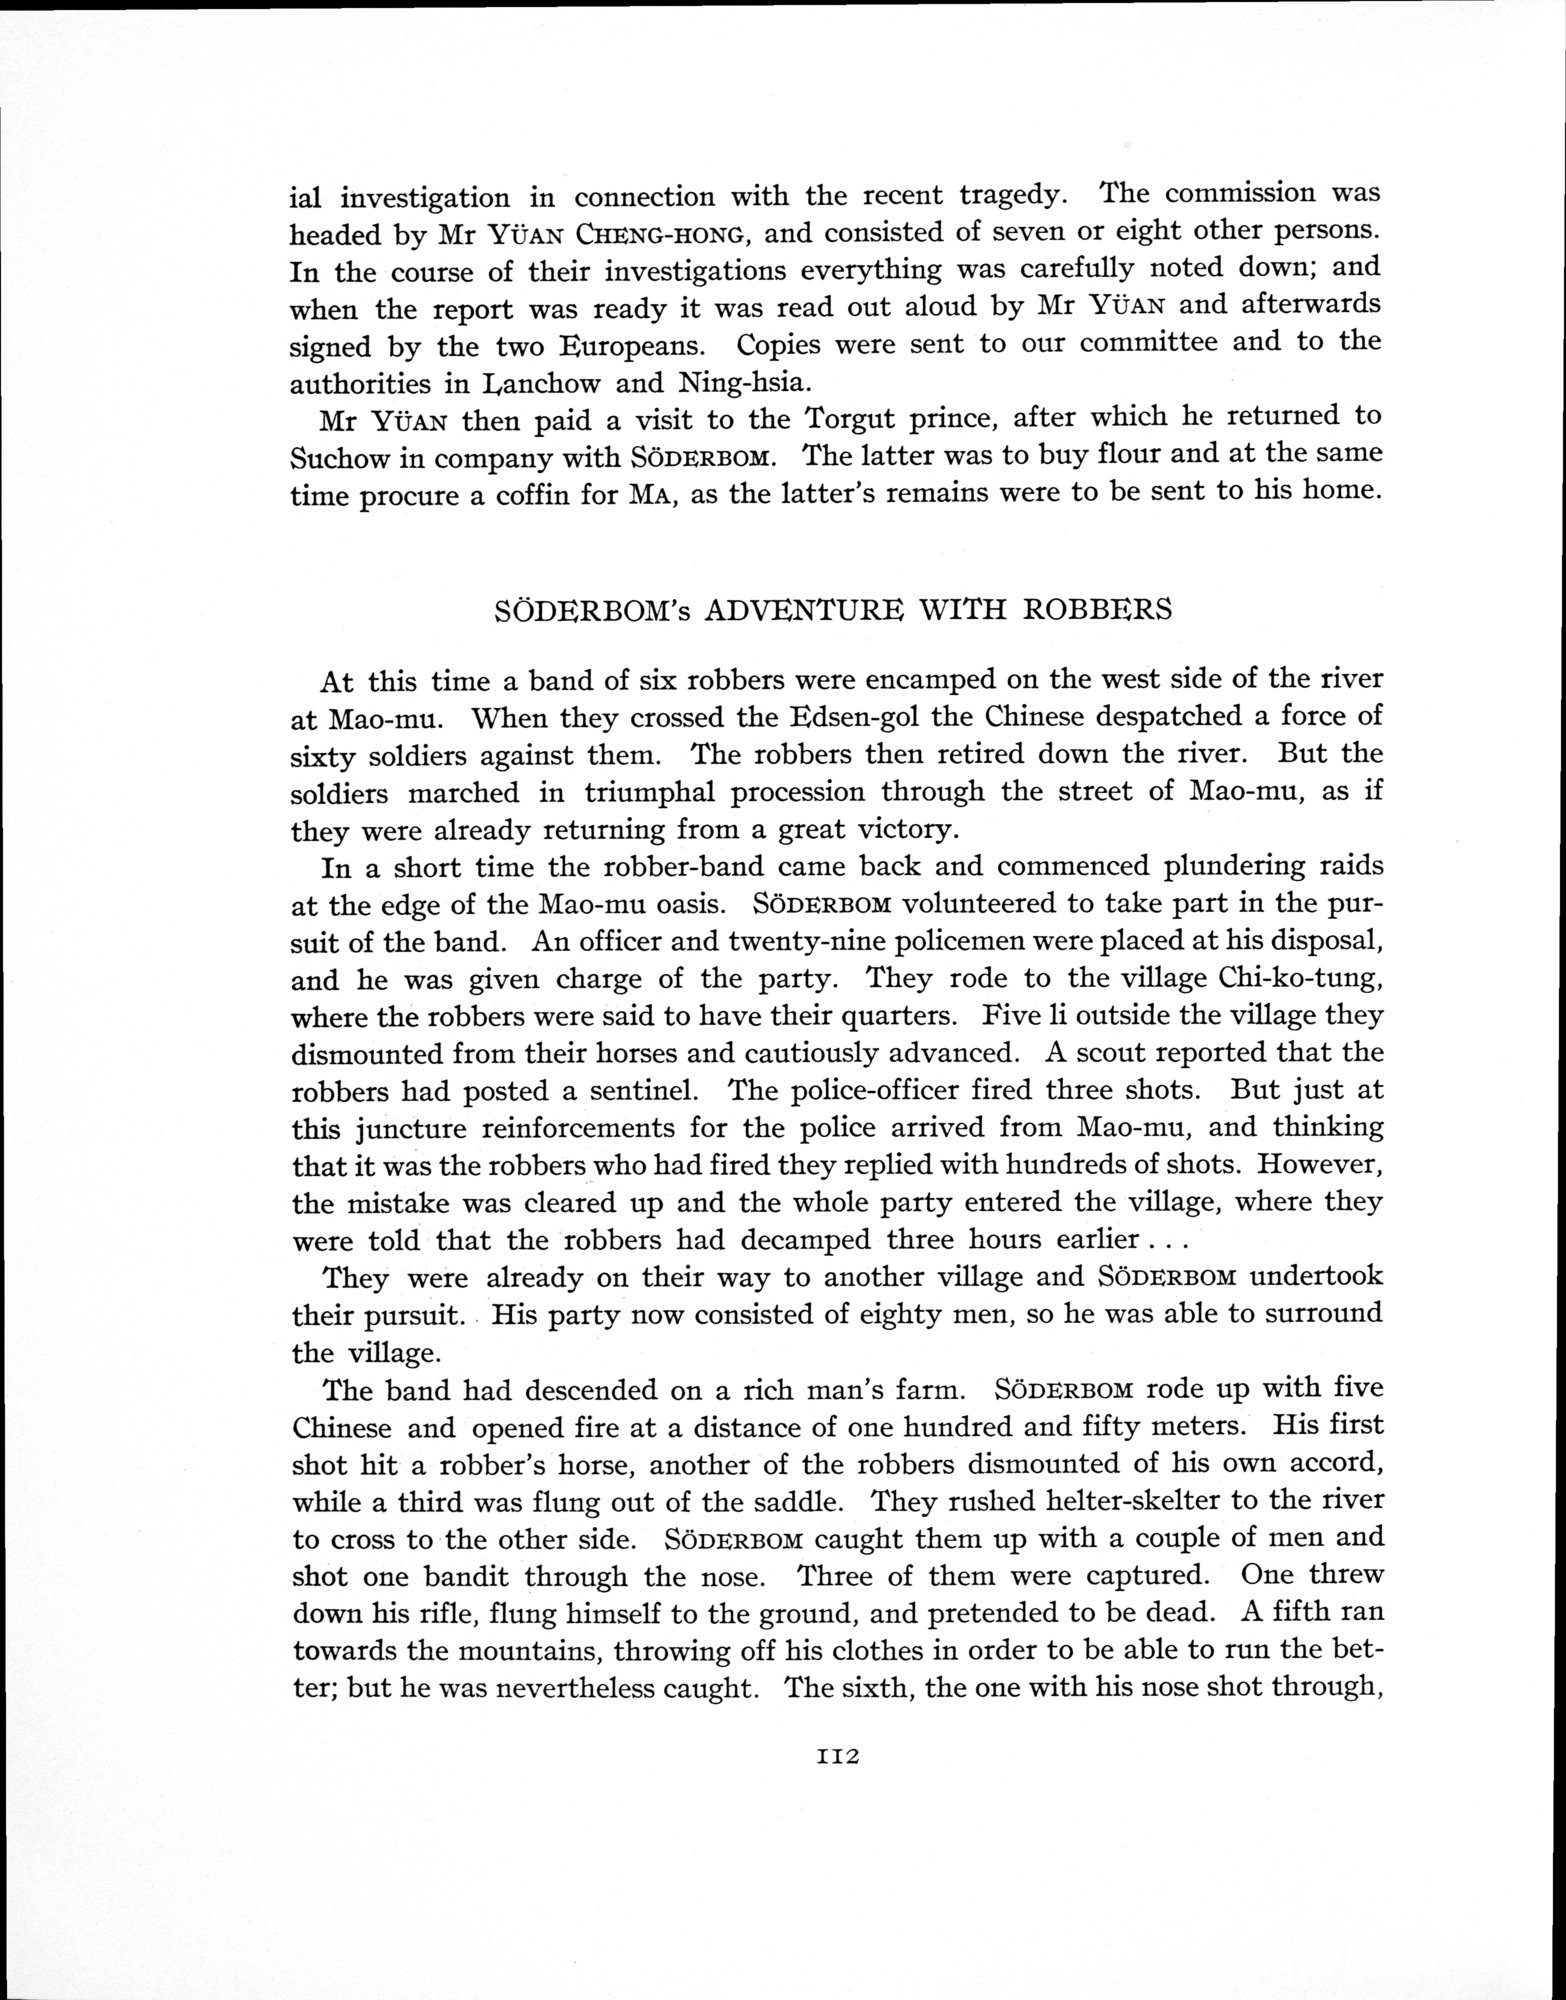 ial investigation in connection with the recent tragedy. The commission was
headed by Mr YÜAN CHENG-HONG, and consisted of seven or eight other persons.
In the course of their investigations everything was carefully noted down; and
when the report was ready it was read out aloud by Mr YÜAN and afterwards
signed by the two Europeans. Copies were sent to our committee and to the
authorities in Lanchow and Ning-hsia.
Mr YÜAN then paid a visit to the Torgut prince, after which he returned to
Suchow in company with SÖDERBOM. The latter was to buy flour and at the same
time procure a coffin for MA, as the latter's remains were to be sent to his home.
SÖDERBOM's ADVENTURE WITH ROBBERS
At this time a band of six robbers were encamped on the west side of the river
at Mao-mu. When they crossed the Edsen-gol the Chinese despatched a force of
sixty soldiers against them. The robbers then retired down the river. But the
soldiers marched in triumphal procession through the street of Mao-mu, as if
they were already returning from a great victory.
In a short time the robber-band came back and commenced plundering raids
at the edge of the Mao-mu oasis. SÖDERBOM volunteered to take part in the pur-
suit of the band. An officer and twenty-nine policemen were placed at his disposal,
and he was given charge of the party. They rode to the village Chi-ko-tung,
where the robbers were said to have their quarters. Five li outside the village they
dismounted from their horses and cautiously advanced. A scout reported that the
robbers had posted a sentinel. The police-officer fired three shots. But just at
this juncture reinforcements for the police arrived from Mao-mu, and thinking
that it was the robbers who had fired they replied with hundreds of shots. However,
the mistake was cleared up and the whole party entered the village, where they
were told that the robbers had decamped three hours earlier . . .
They were already on their way to another village and SÖDERBOM undertook
their pursuit. His party now consisted of eighty men, so he was able to surround
the village.
The band had descended on a rich man's farm. SÖDERBOM rode up with five
Chinese and opened fire at a distance of one hundred and fifty meters. His first
shot hit a robber's horse, another of the robbers dismounted of his own accord,
while a third was flung out of the saddle. They rushed helter-skelter to the river
to cross to the other side. SÖDERBOM caught them up with a couple of men and
shot one bandit through the nose. Three of them were captured. One threw
down his rifle, flung himself to the ground, and pretended to be dead. A fifth ran
towards the mountains, throwing off his clothes in order to be able to run the bet-
ter; but he was nevertheless caught. The sixth, the one with his nose shot through,
112